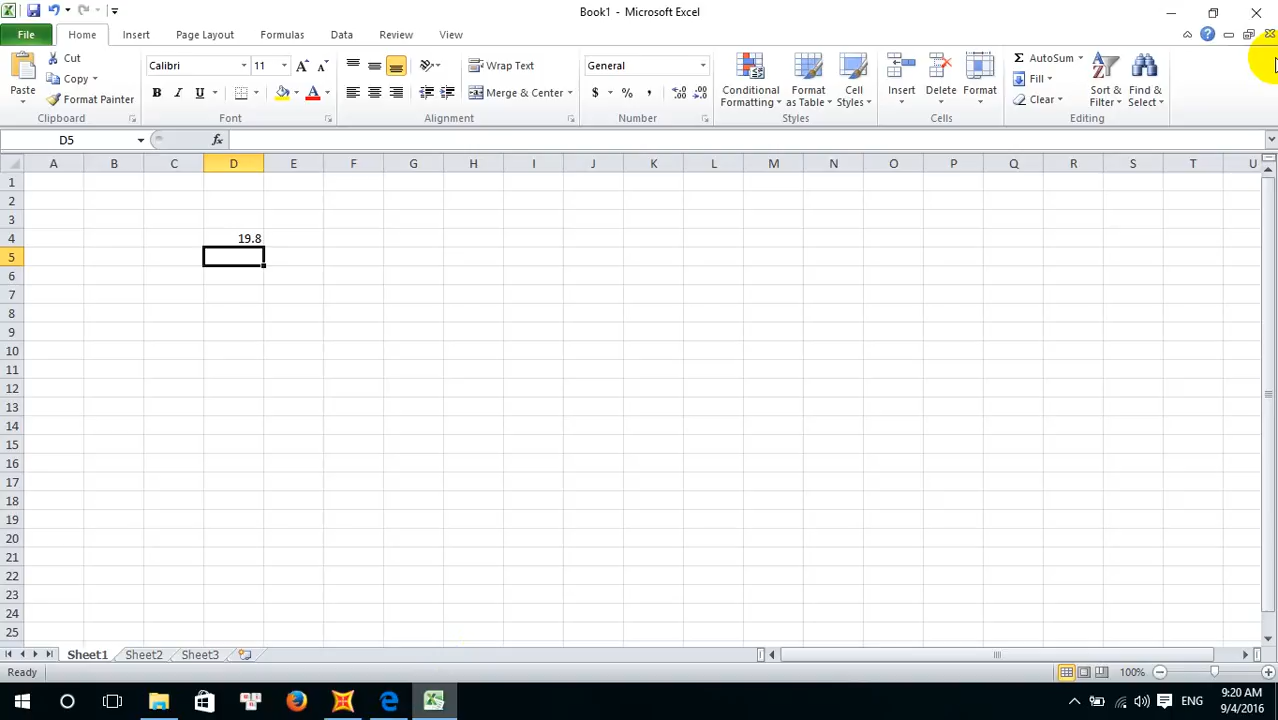 Book1 - Microsoft Excel
File Home Insert Page Layout Formulas Data Review View
Paste
Cut
Copy
Format Painter
Clipboard
Calibri 11
B I U
Font
Wrap Text
Merge & Center
Alignment
General
$ % ,
Number
Conditional Formatting
Format as Table
Cell Styles
Styles
Insert
Delete
Format
Cells
Σ AutoSum
Fill
Clear
Sort & Filter
Find & Select
Editing
D5 fx
A B C D E F G H I J K L M N O P Q R S T U
1
2
3
4 19.8
5
6
7
8
9
10
11
12
13
14
15
16
17
18
19
20
21
22
23
24
25
Sheet1 Sheet2 Sheet3
Ready 100%
ENG 9:20 AM
9/4/2016